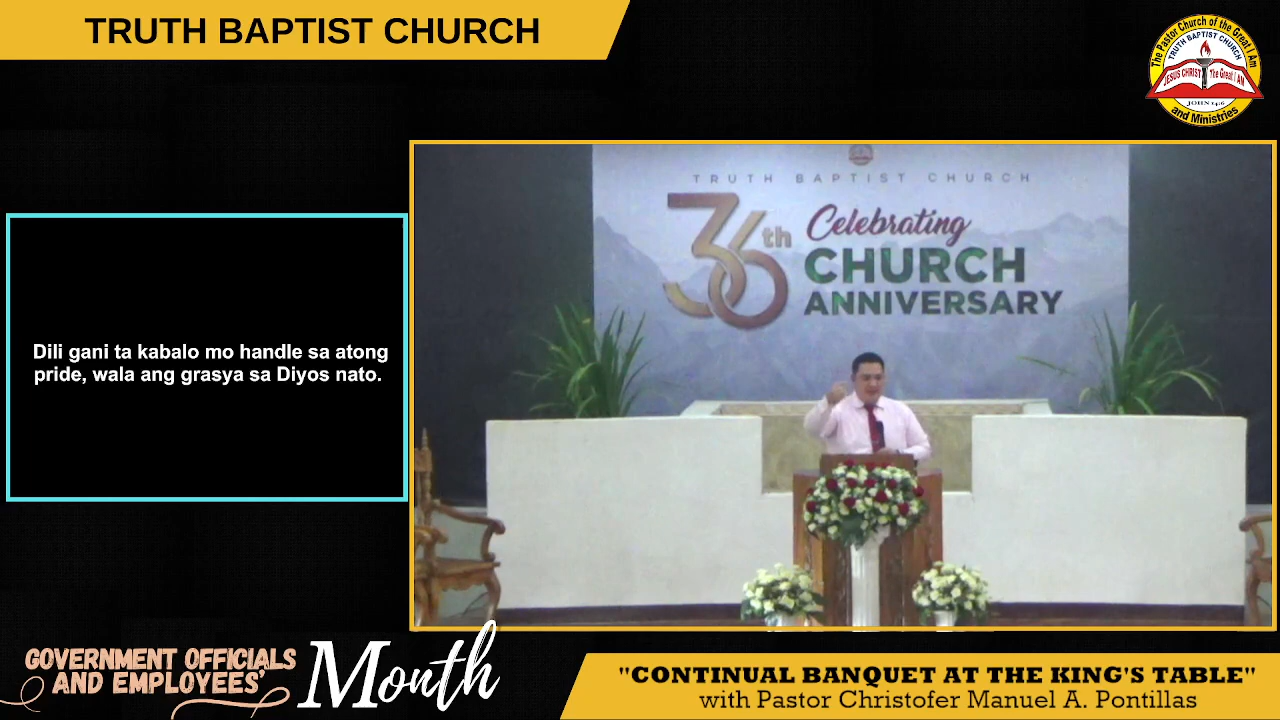 TRUTH BAPTIST CHURCH
The Pastor Church of the Great I Am
TRUTH BAPTIST CHURCH
JESUS CHRIST The Great I AM
JOHN 14:6
and Ministries
TRUTH BAPTIST CHURCH
36th
Celebrating
CHURCH
ANNIVERSARY
Dili gani ta kabalo mo handle sa atong
pride, wala ang grasya sa Diyos nato.
GOVERNMENT OFFICIALS
AND EMPLOYEES'
Month
"CONTINUAL BANQUET AT THE KING'S TABLE"
with Pastor Christofer Manuel A. Pontillas